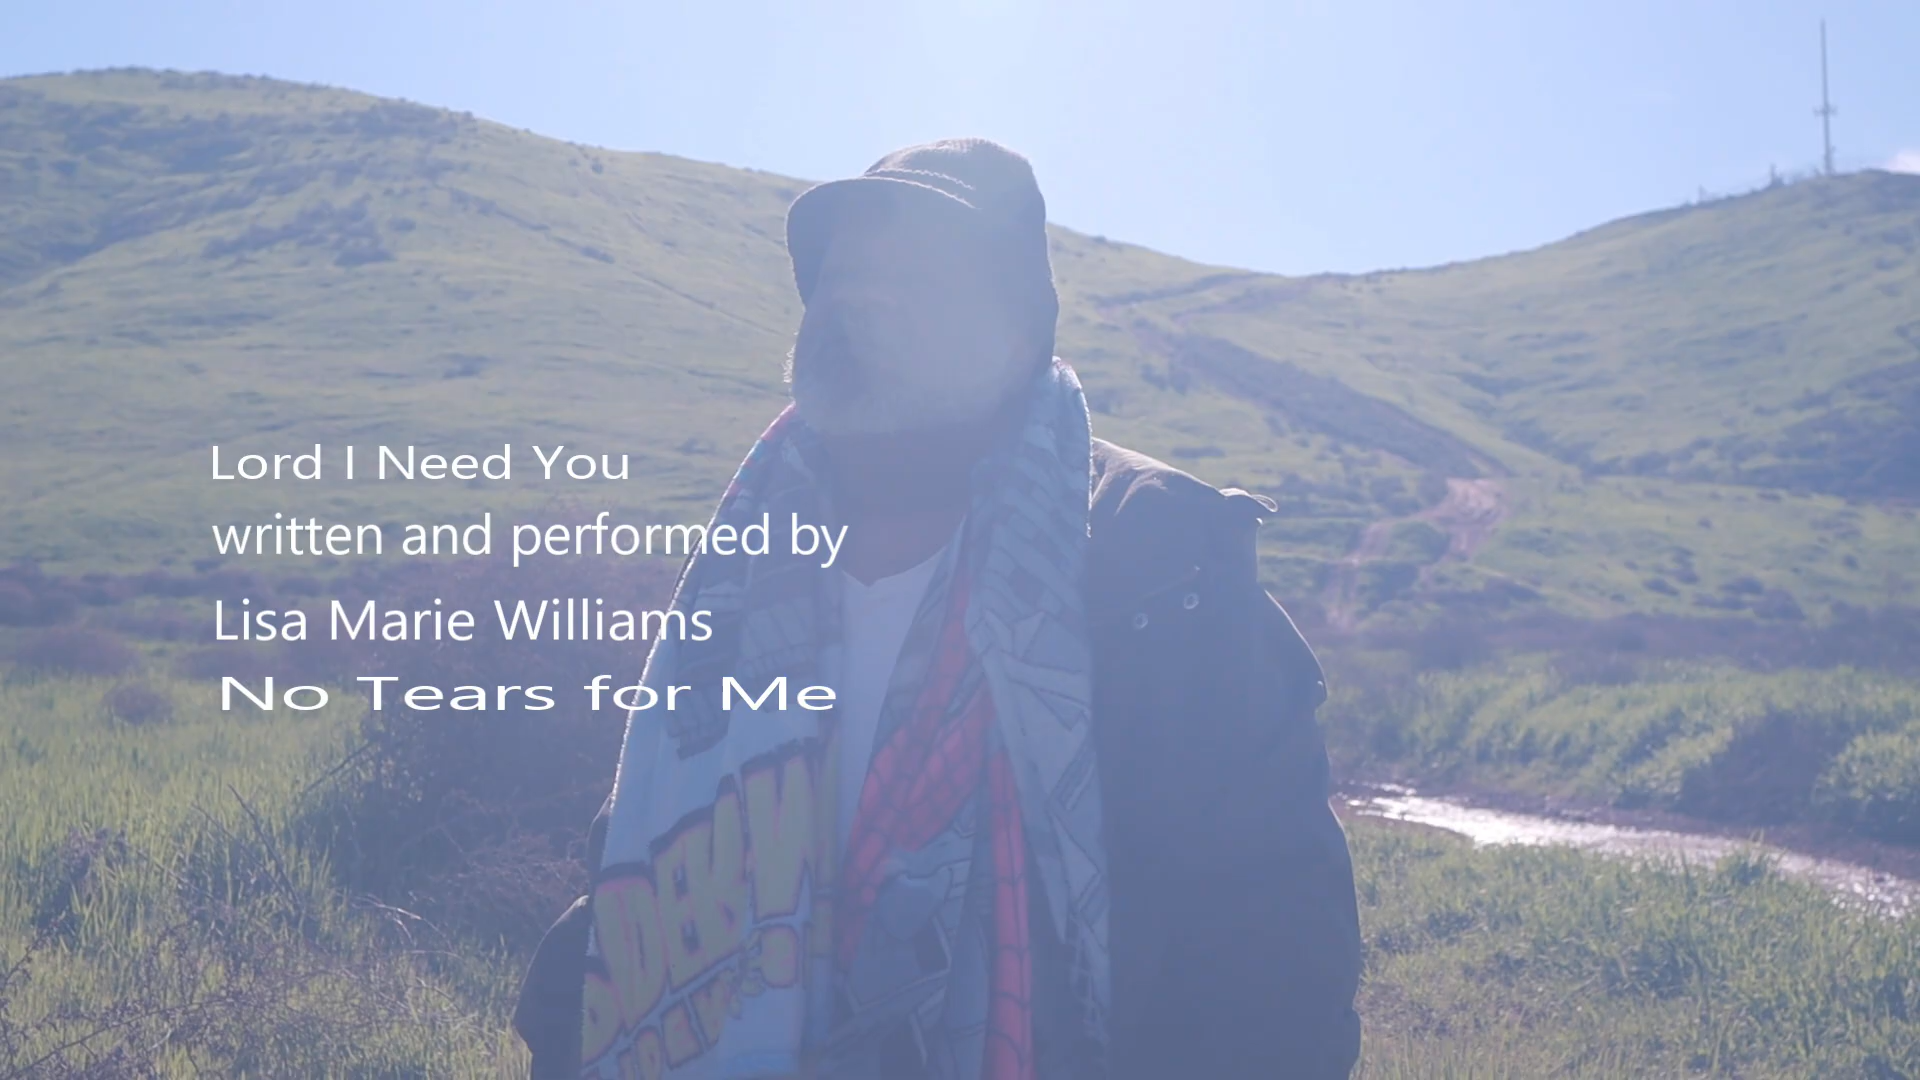 Lord I Need You
written and performed by
Lisa Marie Williams
No Tears for Me